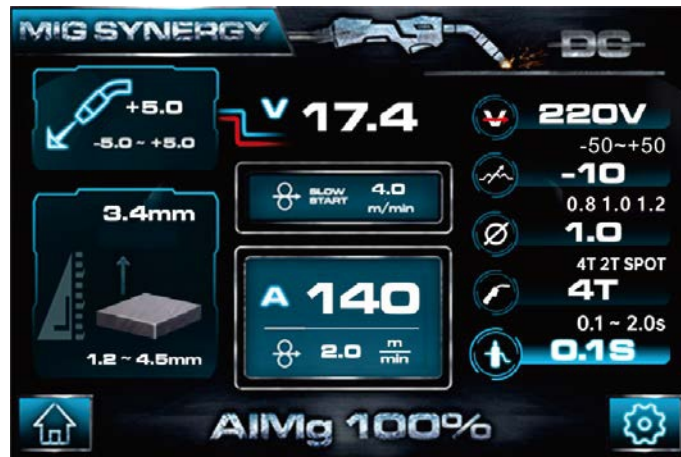 MIG SYNERGY
DC
+5.0
-5.0 ~ +5.0
V 17.4
220V
-50~+50
-10
SLOW START 4.0 m/min
0.8 1.0 1.2
1.0
3.4mm
4T 2T SPOT
4T
A 140
0.1 ~ 2.0s
0.1S
2.0 m/min
1.2 ~ 4.5mm
AlMg 100%